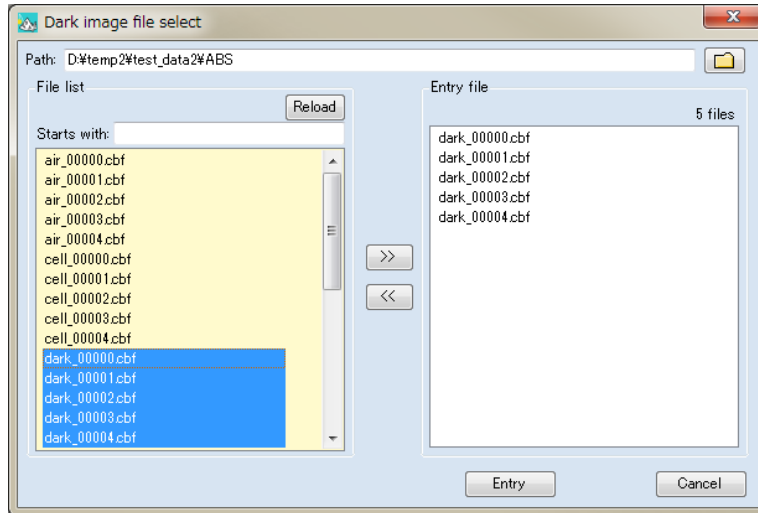 Dark image file select
Path: D:¥temp2¥test_data2¥ABS
File list
Reload
Starts with:
air_00000.cbf
air_00001.cbf
air_00002.cbf
air_00003.cbf
air_00004.cbf
cell_00000.cbf
cell_00001.cbf
cell_00002.cbf
cell_00003.cbf
cell_00004.cbf
dark_00000.cbf
dark_00001.cbf
dark_00002.cbf
dark_00003.cbf
dark_00004.cbf
>>
<<
Entry file
5 files
dark_00000.cbf
dark_00001.cbf
dark_00002.cbf
dark_00003.cbf
dark_00004.cbf
Entry
Cancel